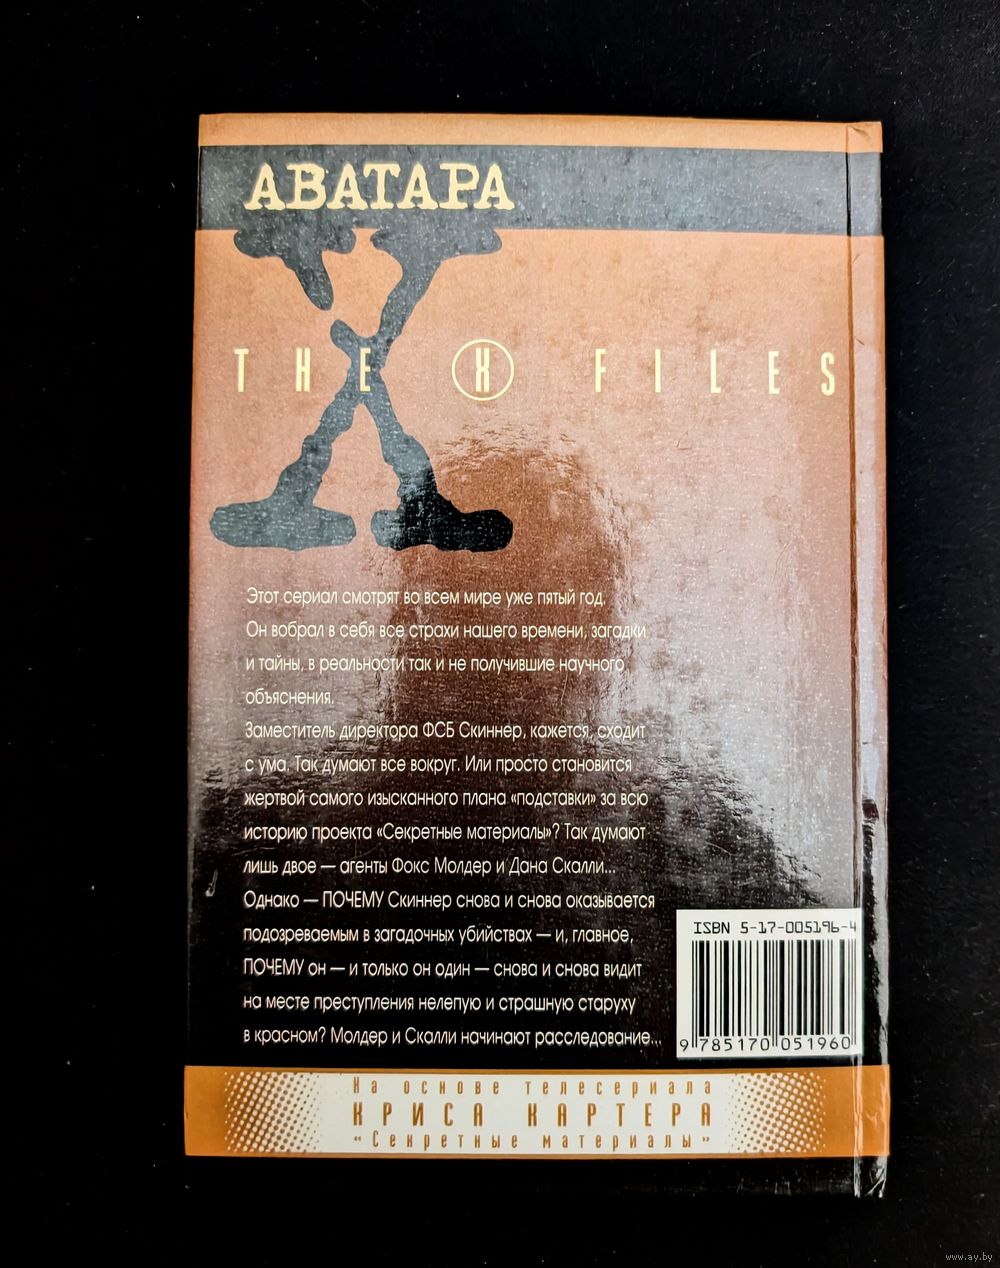 АВАТАРА
THE X FILES
Этот сериал смотрят во всем мире уже пятый год.
Он вобрал в себя все страхи нашего времени, загадки
и тайны, в реальности так и не получившие научного
объяснения.
Заместитель директора ФСБ Скиннер, кажется, сходит
с ума. Так думают все вокруг. Или просто становится
жертвой самого изысканного плана «подставки» за всю
историю проекта «Секретные материалы»? Так думают
лишь двое — агенты Фокс Молдер и Дана Скалли...
Однако — ПОЧЕМУ Скиннер снова и снова оказывается
подозреваемым в загадочных убийствах — и, главное,
ПОЧЕМУ он — и только он один — снова и снова видит
на месте преступления нелепую и страшную старуху
в красном? Молдер и Скалли начинают расследование...
ISBN 5-17-005196-4
9 785170 051960
На основе телесериала
КРИСА КАРТЕРА
«Секретные материалы»
www.ay.by